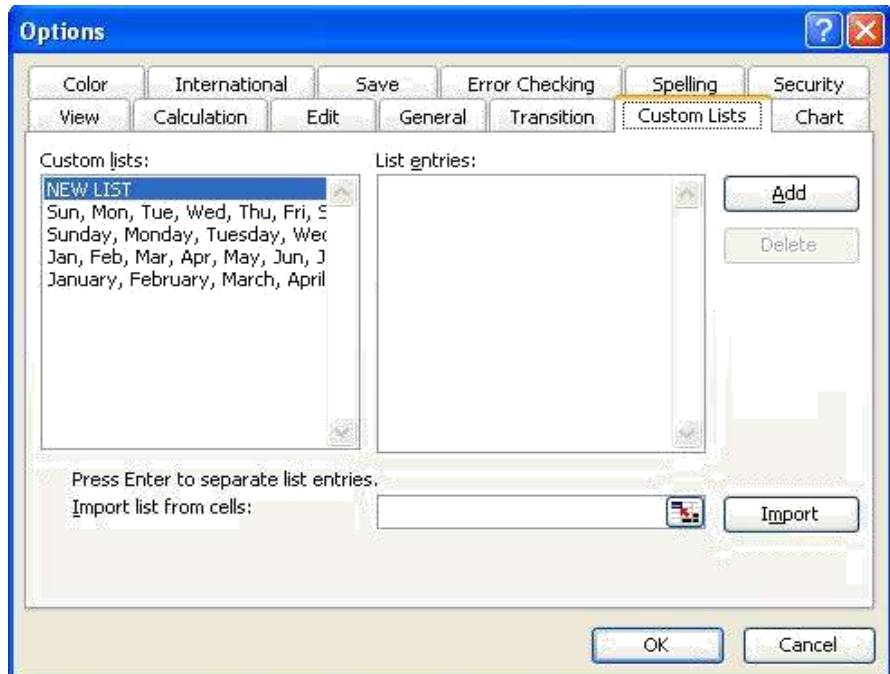 Options
Color International Save Error Checking Spelling Security
View Calculation Edit General Transition Custom Lists Chart
Custom lists: List entries:
NEW LIST
Sun, Mon, Tue, Wed, Thu, Fri, S
Sunday, Monday, Tuesday, Wed
Jan, Feb, Mar, Apr, May, Jun, J
January, February, March, April
Add
Delete
Press Enter to separate list entries.
Import list from cells:
Import
OK Cancel